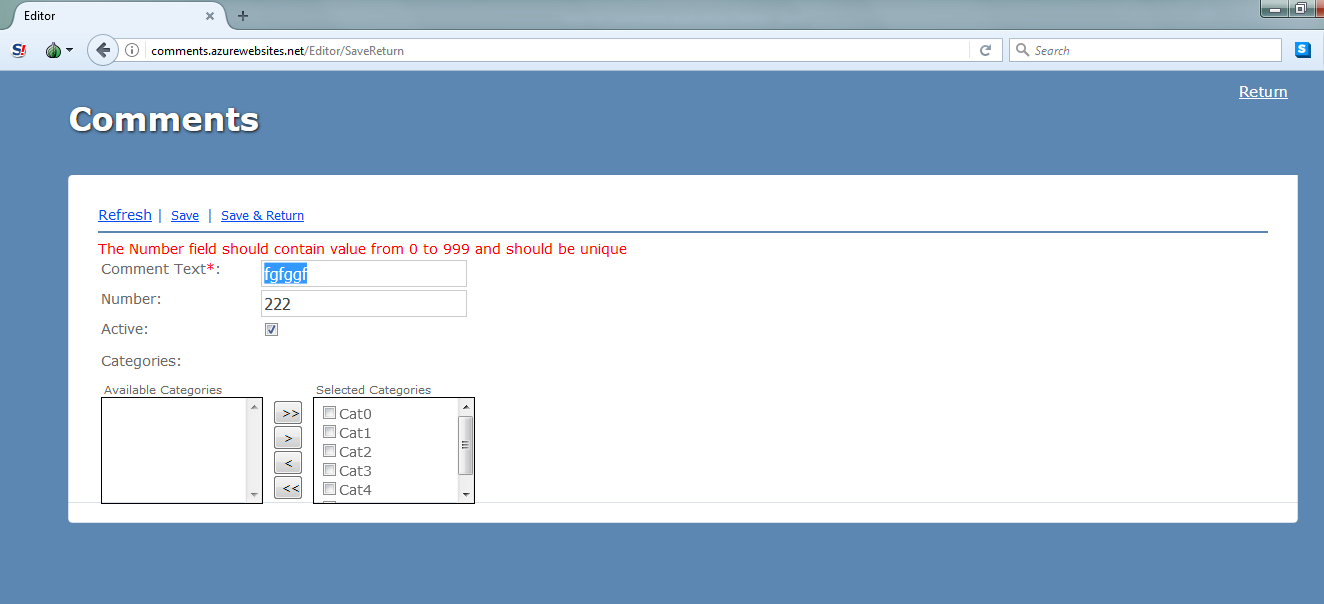 Editor
comments.azurewebsites.net/Editor/SaveReturn
Search
Return
Comments
Refresh | Save | Save & Return
The Number field should contain value from 0 to 999 and should be unique
Comment Text*: fgfggf
Number: 222
Active:
Categories:
Available Categories Selected Categories
>> Cat0
> Cat1
Cat2
< Cat3
<< Cat4